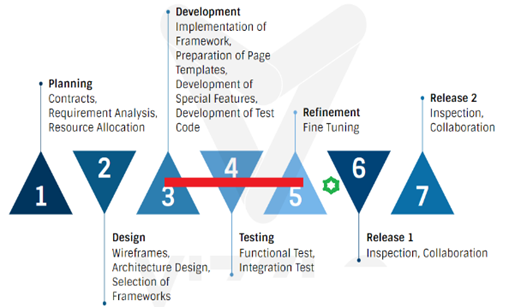 Development
Implementation of
Framework,
Preparation of Page
Templates,
Development of
Special Features,
Development of Test
Code
Planning
Contracts,
Requirement Analysis,
Resource Allocation
Refinement
Fine Tuning
Release 2
Inspection,
Collaboration
1
2
3
4
5
6
7
Design
Wireframes,
Architecture Design,
Selection of
Frameworks
Testing
Functional Test,
Integration Test
Release 1
Inspection, Collaboration